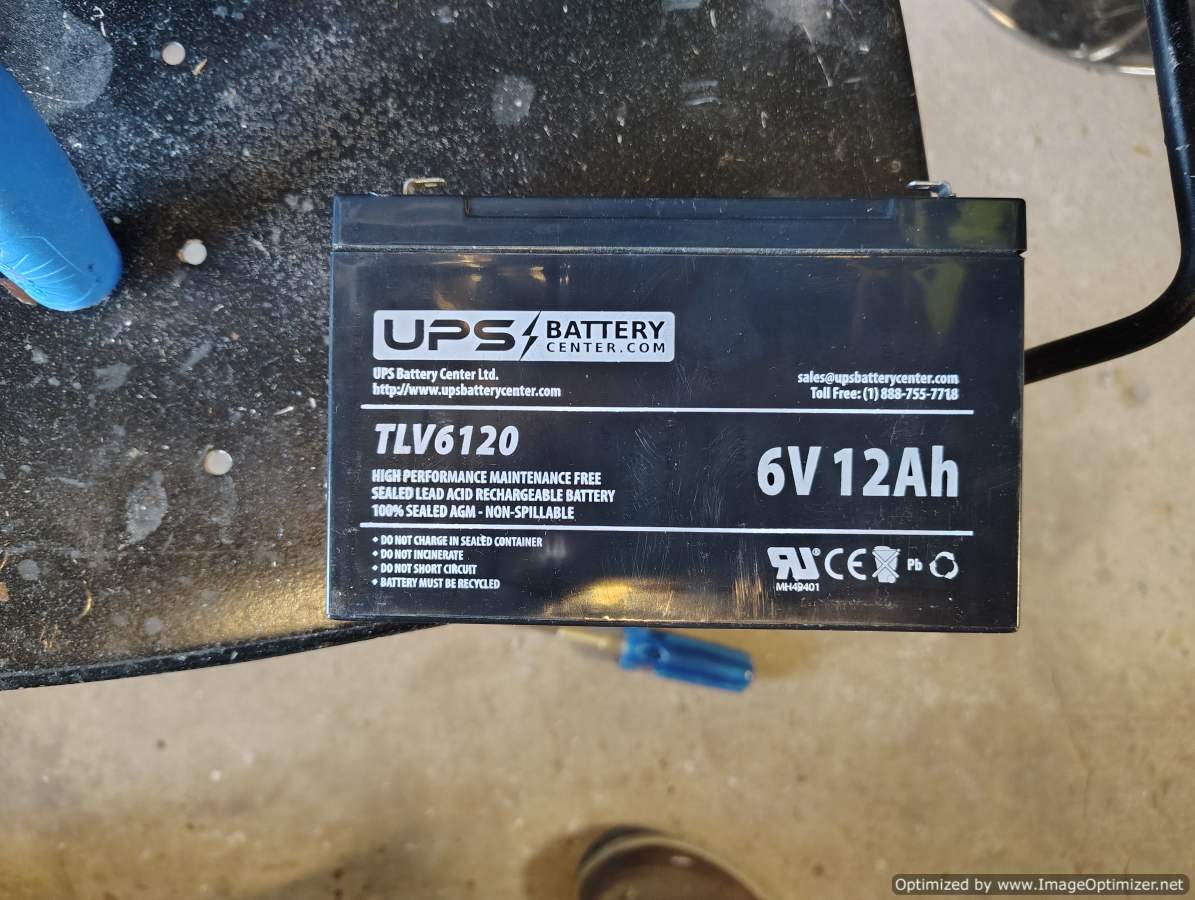 UPS BATTERY
CENTER.COM
UPS Battery Center Ltd.
http://www.upsbatterycenter.com
sales@upsbatterycenter.com
Toll Free: (1) 888-755-7718
TLV6120
HIGH PERFORMANCE MAINTENANCE FREE
SEALED LEAD ACID RECHARGEABLE BATTERY
100% SEALED AGM - NON-SPILLABLE
6V 12Ah
• DO NOT CHARGE IN SEALED CONTAINER
• DO NOT INCINERATE
• DO NOT SHORT CIRCUIT
• BATTERY MUST BE RECYCLED
RU® CE Pb
MH49401
Optimized by www.ImageOptimizer.net